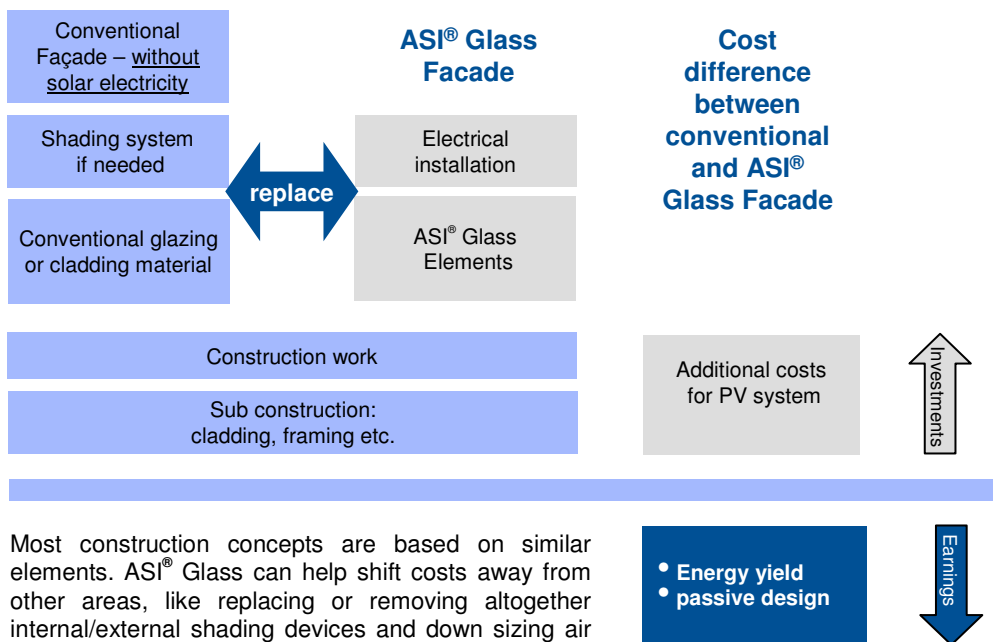 Conventional
Façade – without
solar electricity
ASI® Glass
Facade
Cost
difference
between
conventional
and ASI®
Glass Facade
Shading system
if needed
replace
Electrical
installation
Conventional glazing
or cladding material
ASI® Glass
Elements
Construction work
Sub construction:
cladding, framing etc.
Additional costs
for PV system
Investments
Most construction concepts are based on similar
elements. ASI® Glass can help shift costs away from
other areas, like replacing or removing altogether
internal/external shading devices and down sizing air
• Energy yield
• passive design
Earnings